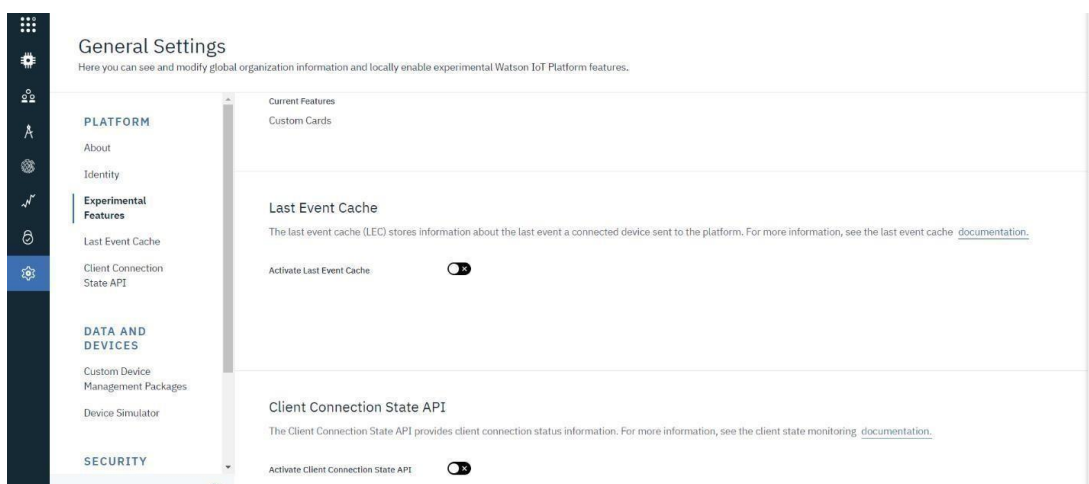 General Settings
Here you can see and modify global organization information and locally enable experimental Watson IoT Platform features.
PLATFORM
About
Identity
Experimental
Features
Last Event Cache
Client Connection
State API
DATA AND
DEVICES
Custom Device
Management Packages
Device Simulator
SECURITY
Current Features
Custom Cards
Last Event Cache
The last event cache (LEC) stores information about the last event a connected device sent to the platform. For more information, see the last event cache documentation.
Activate Last Event Cache
Client Connection State API
The Client Connection State API provides client connection status information. For more information, see the client state monitoring documentation.
Activate Client Connection State API